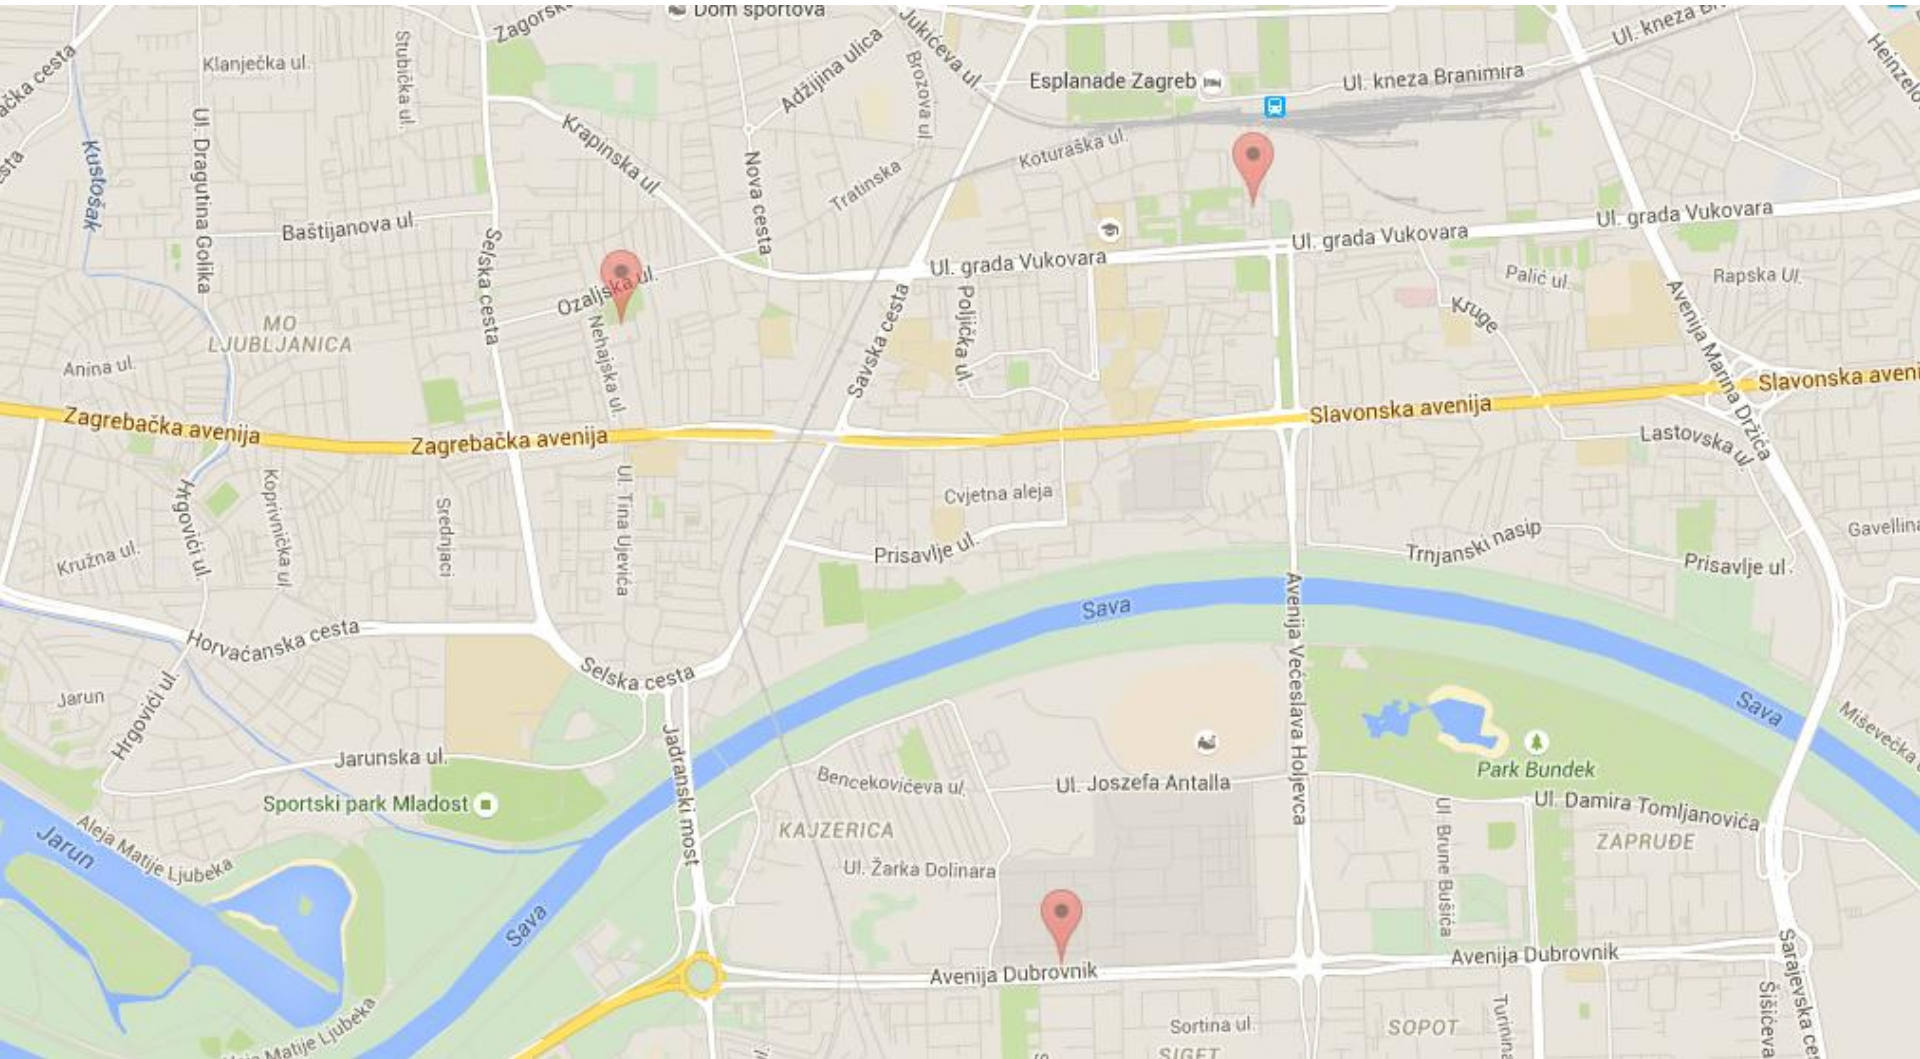 Zagorsk
Dom sportova
Jukićeva ul.
Ul. kneza Br
Heinzelo
ačka cesta
Klanječka ul.
Stubička ul.
Adžijina ulica
Brozova ul.
Esplanade Zagreb
Ul. kneza Branimira
esta
Kustošak
Ul. Dragutina Golika
Krapinska ul.
Nova cesta
Tratinska
Koturaška ul.
Baštijanova ul.
Selska cesta
Ul. grada Vukovara
Ul. grada Vukovara
Ul. grada Vukovara
Ozaljska ul.
Nehajska ul.
Savska cesta
Poljička ul.
Palić ul.
Rapska Ul.
Kruge
Avenija Marina Držića
MO
LJUBLJANICA
Anina ul.
Slavonska aveni
Slavonska avenija
Zagrebačka avenija
Zagrebačka avenija
Lastovska ul.
Hrgovići ul.
Koprivnička ul.
Srednjaci
Ul. Tina Ujevića
Cvjetna aleja
Kružna ul.
Prisavlje ul.
Trnjanski nasip
Prisavlje ul.
Gavellina
Sava
Avenija Većeslava Holjevca
Horvaćanska cesta
Selska cesta
Jarun
Hrgovići ul.
Jadranski most
Sava
Miševečka u
Jarunska ul.
Bencekovićeva ul.
Ul. Joszefa Antalla
Park Bundek
Sportski park Mladost
Ul. Damira Tomljanovića
Aleja Matije Ljubeka
Jarun
KAJZERICA
Ul. Brune Bušića
ZAPRUĐE
Ul. Žarka Dolinara
Sava
Avenija Dubrovnik
Avenija Dubrovnik
Sarajevska ces
Aleja Matije Ljubeka
Sortina ul.
SOPOT
Turinina
Šišićeva
SIGET
ul.